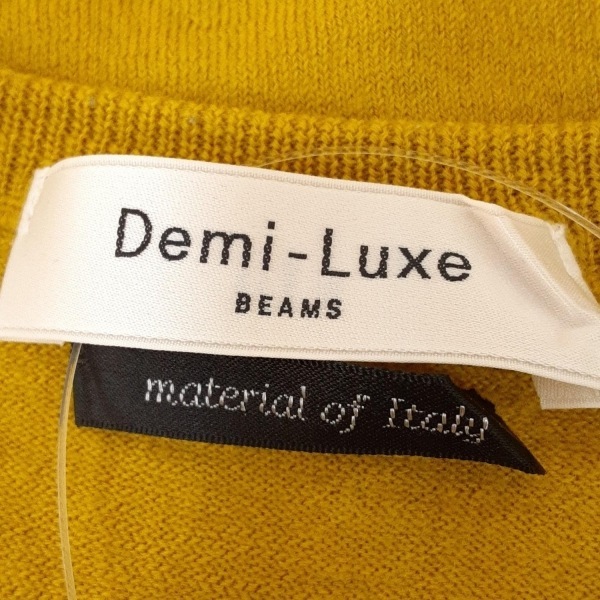 Demi-Luxe
BEAMS
material of Italy